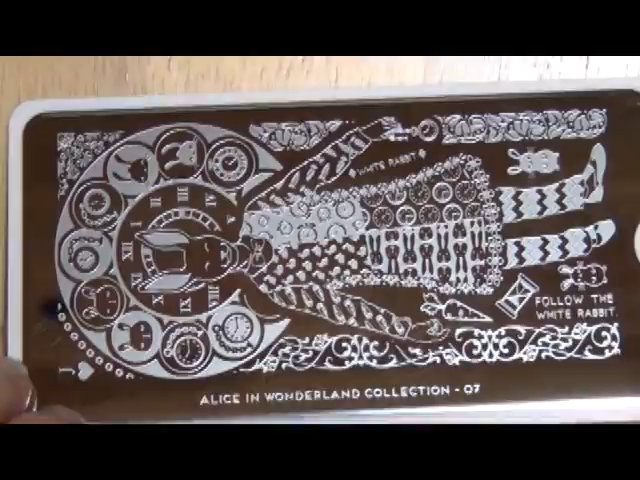 ✦WHITE RABBIT✦
FOLLOW THE
WHITE RABBIT.
J
ALICE IN WONDERLAND COLLECTION - 07